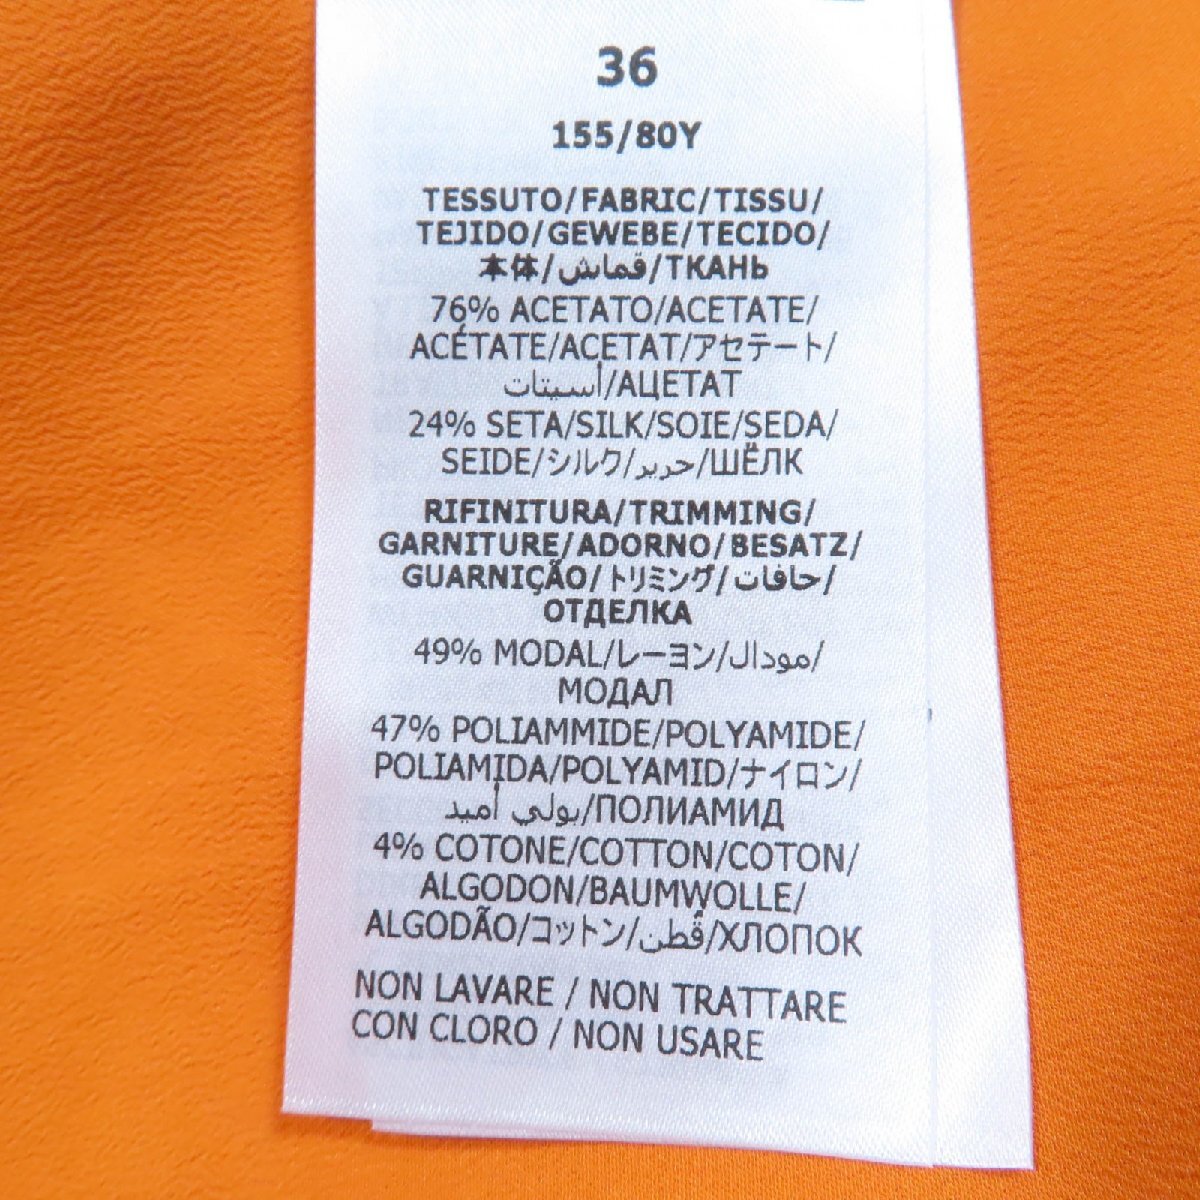 36
155/80Y
TESSUTO/FABRIC/TISSU/
TEJIDO/GEWEBE/TECIDO/
本体/قماش/ТКАНЬ
76% ACETATO/ACETATE/
ACÉTATE/ACETAT/アセテート/
أسيتات/АЦЕТАТ
24% SETA/SILK/SOIE/SEDA/
SEIDE/シルク/حرير/ШЁЛК
RIFINITURA/TRIMMING/
GARNITURE/ADORNO/BESATZ/
GUARNIÇÃO/トリミング/حافات/
ОТДЕЛКА
49% MODAL/レーヨン/مودال/
МОДАЛ
47% POLIAMMIDE/POLYAMIDE/
POLIAMIDA/POLYAMID/ナイロン/
بولي أميد/ПОЛИАМИД
4% COTONE/COTTON/COTON/
ALGODON/BAUMWOLLE/
ALGODÃO/コットン/قُطن/ХЛОПОК
NON LAVARE / NON TRATTARE
CON CLORO / NON USARE